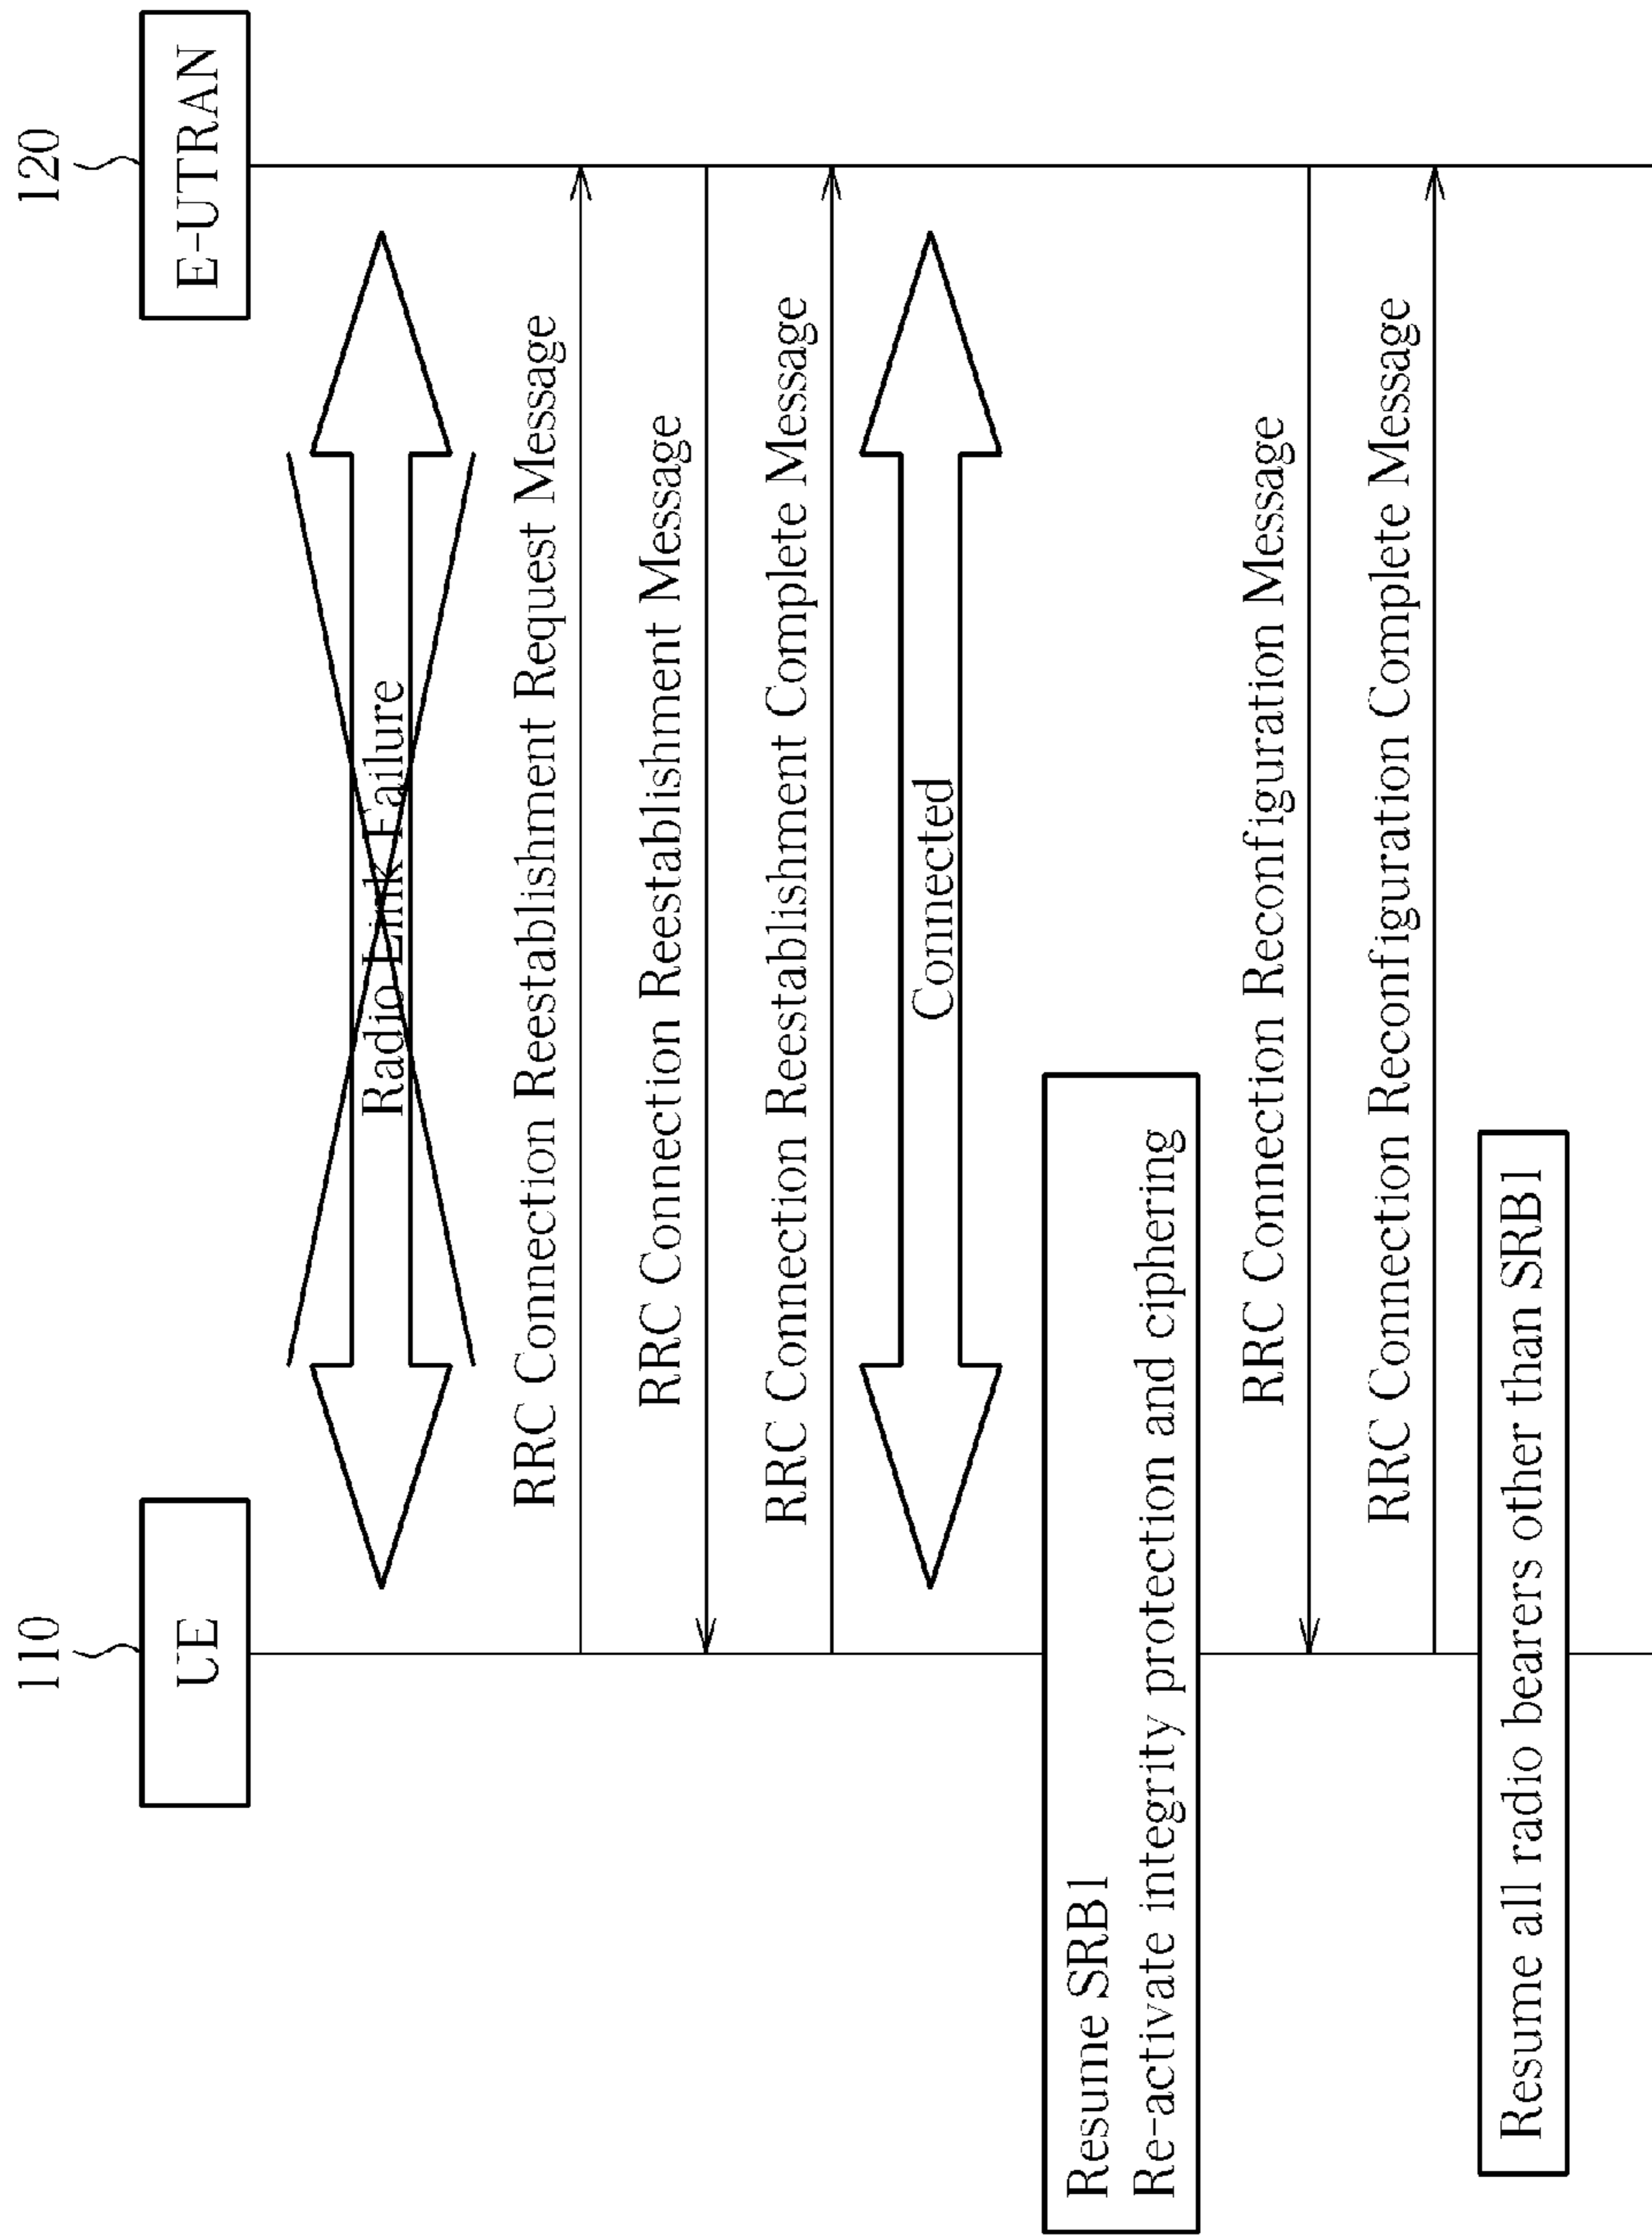 110
120
UE
E-UTRAN
Radio Link Failure
RRC Connection Reestablishment Request Message
RRC Connection Reestablishment Message
RRC Connection Reestablishment Complete Message
Connected
Resume SRB1
Re-activate integrity protection and ciphering
RRC Connection Reconfiguration Message
RRC Connection Reconfiguration Complete Message
Resume all radio bearers other than SRB1